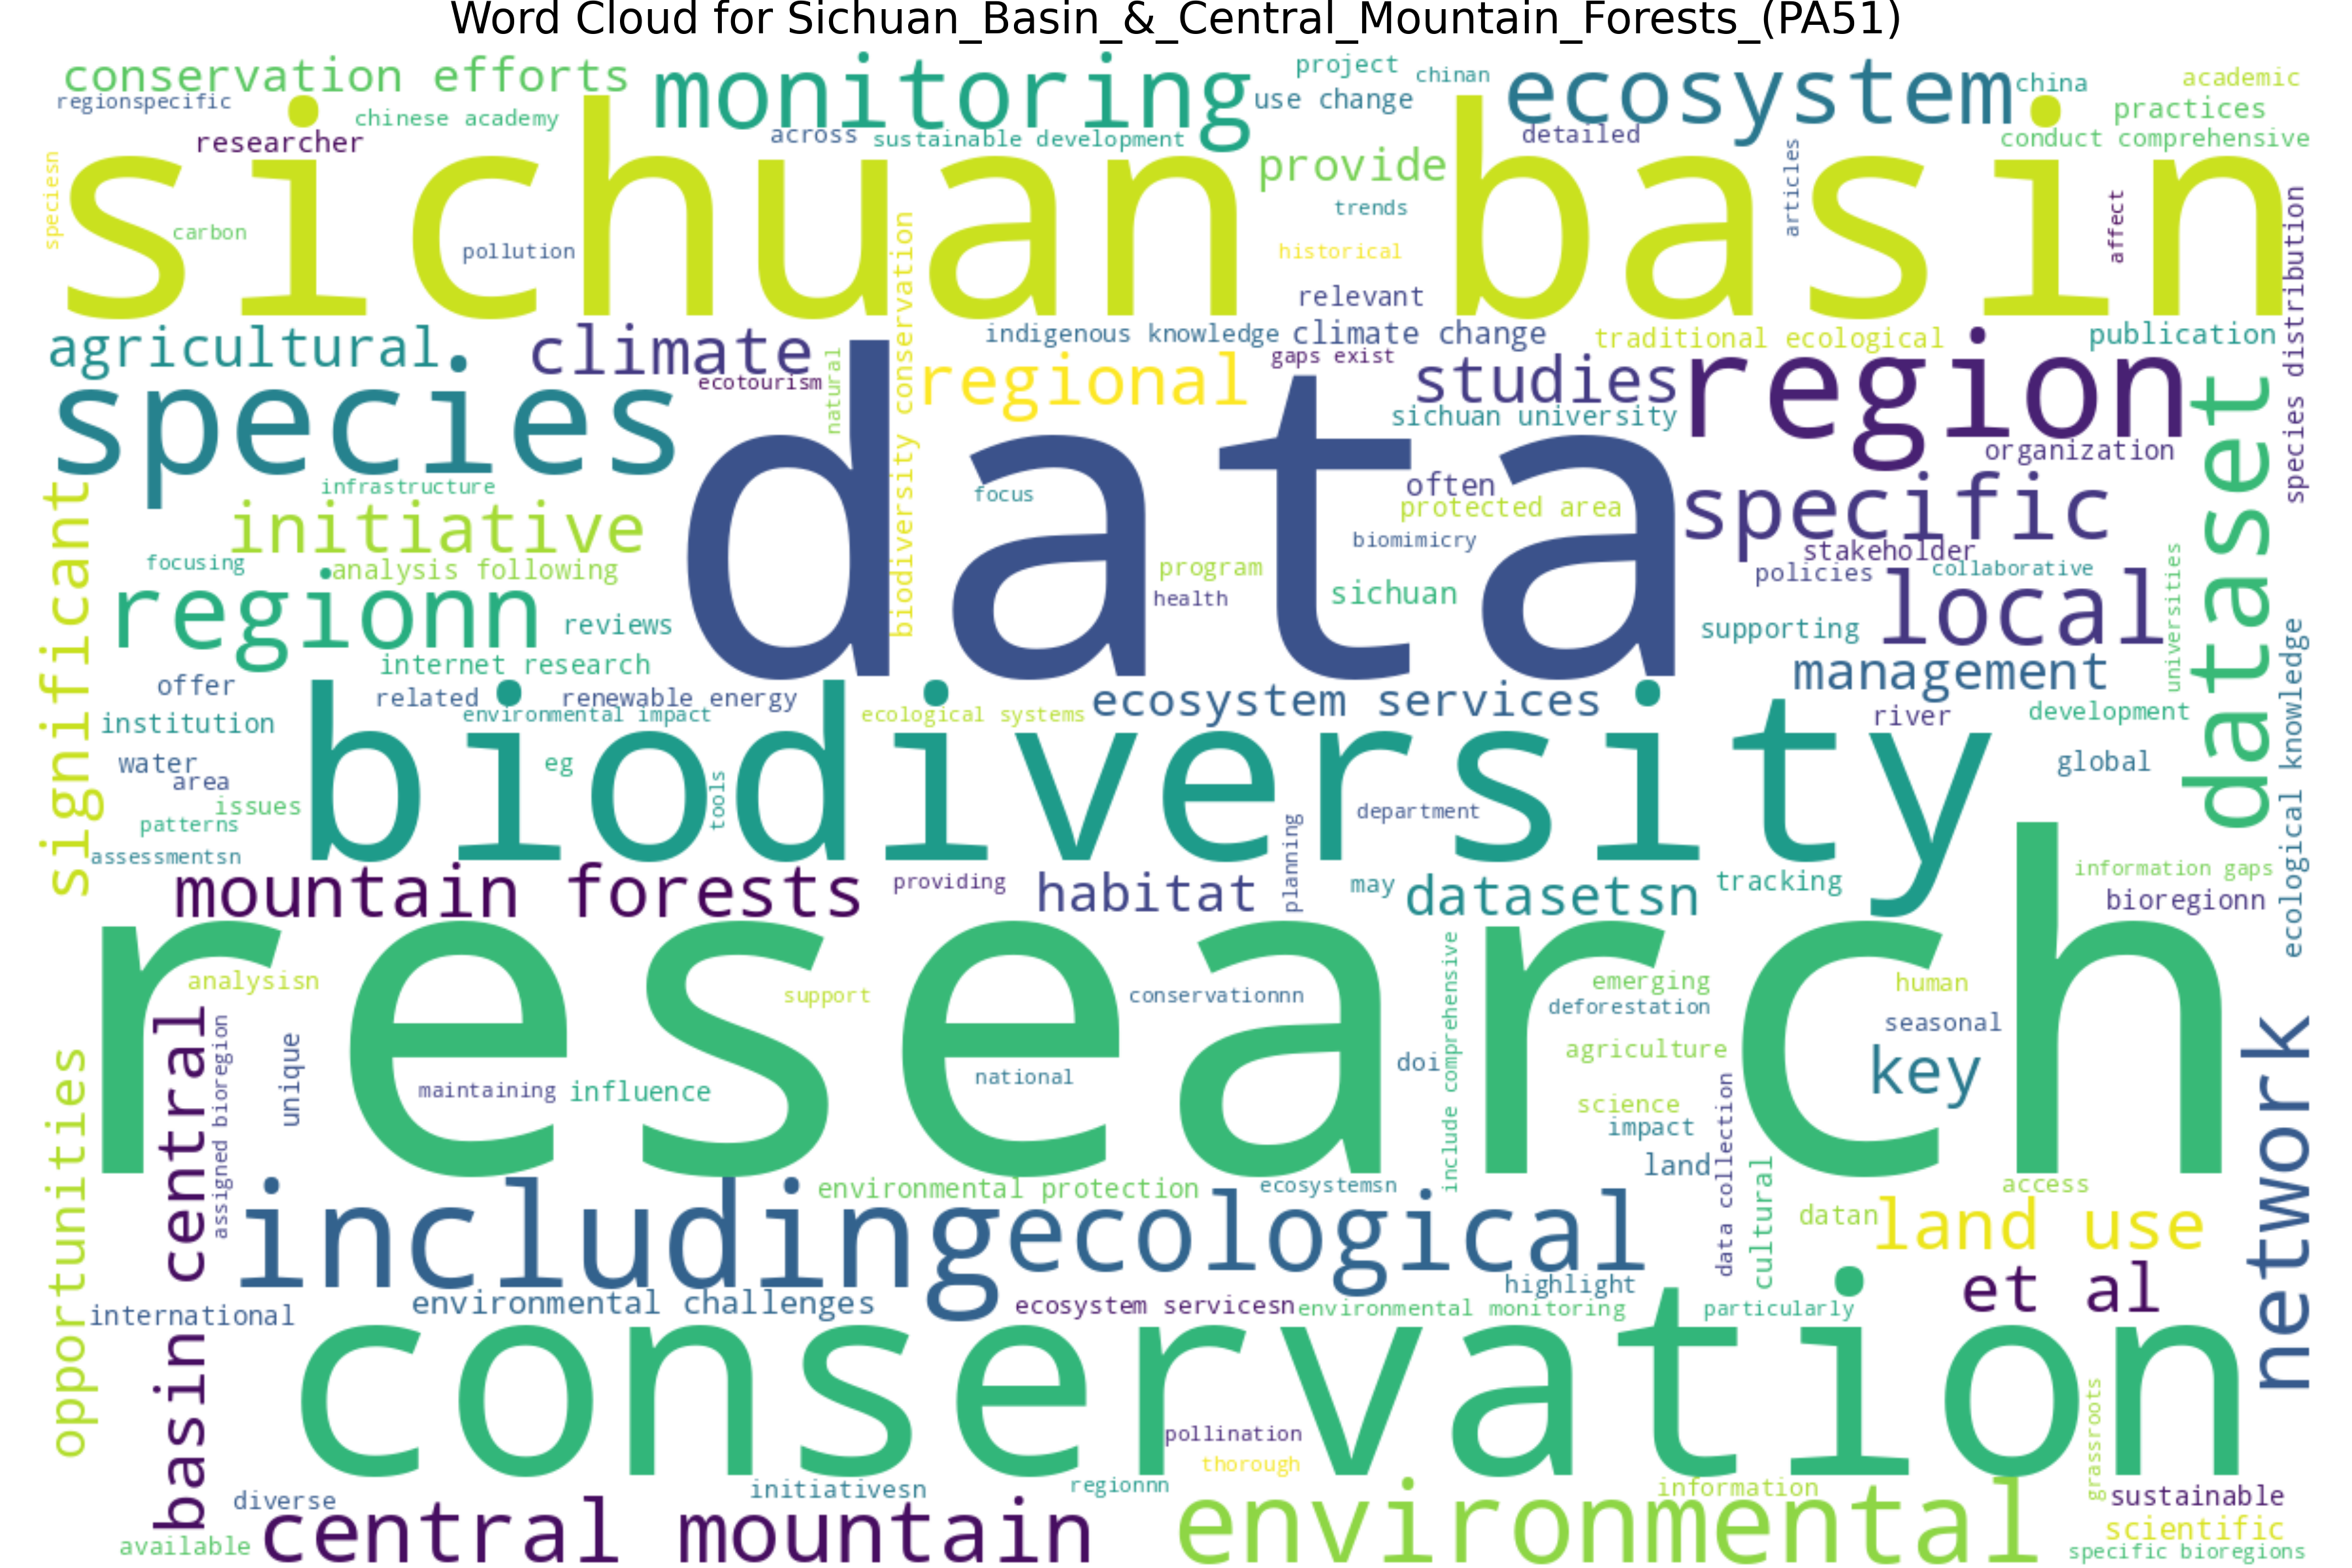 Word Cloud for Sichuan_Basin_&_Central_Mountain_Forests_(PA51)
conservation efforts
monitoring
project
chinan
ecosystem
china
academic
regionspecific
use change
practices
chinese academy
researcher
across
sustainable development
detailed
conduct comprehensive
speciesn
sichuan basin
provide
articles
affect
species distribution
carbon
pollution
biodiversity conservation
trends
historical
relevant
agricultural
climate
indigenous knowledge
climate change
traditional ecological
publication
ecotourism
natural
regional
gaps exist
studies
region
species
sichuan university
organization
dataset
data
infrastructure
focus
often
protected area
specific
significant
initiative
biomimicry
stakeholder
focusing
analysis following
program
policies
collaborative
universities
regionn
reviews
health
sichuan
supporting
local
internet research
management
ecological knowledge
offer
related
renewable energy
ecosystem services
institution
environmental impact
ecological systems
river
development
biodiversity
water
area
eg
tools
global
issues
patterns
planning
department
assessmentsn
mountain forests
providing
habitat
may
datasetsn
tracking
information gaps
bioregionn
research
analysisn
support
conservationnn
include comprehensive
emerging
human
deforestation
seasonal
basin central
assigned bioregion
unique
doi
agriculture
key
network
opportunities
maintaining
influence
national
science
impact
data collection
land
cultural
environmental protection
ecosystemsn
access
including
ecological
datan
land use
highlight
et al
international
environmental challenges
ecosystem servicesn
environmental monitoring
particularly
conservation
pollination
thorough
grassroots
diverse
initiativesn
regionnn
information
sustainable
available
central mountain
environmental
scientific
specific bioregions